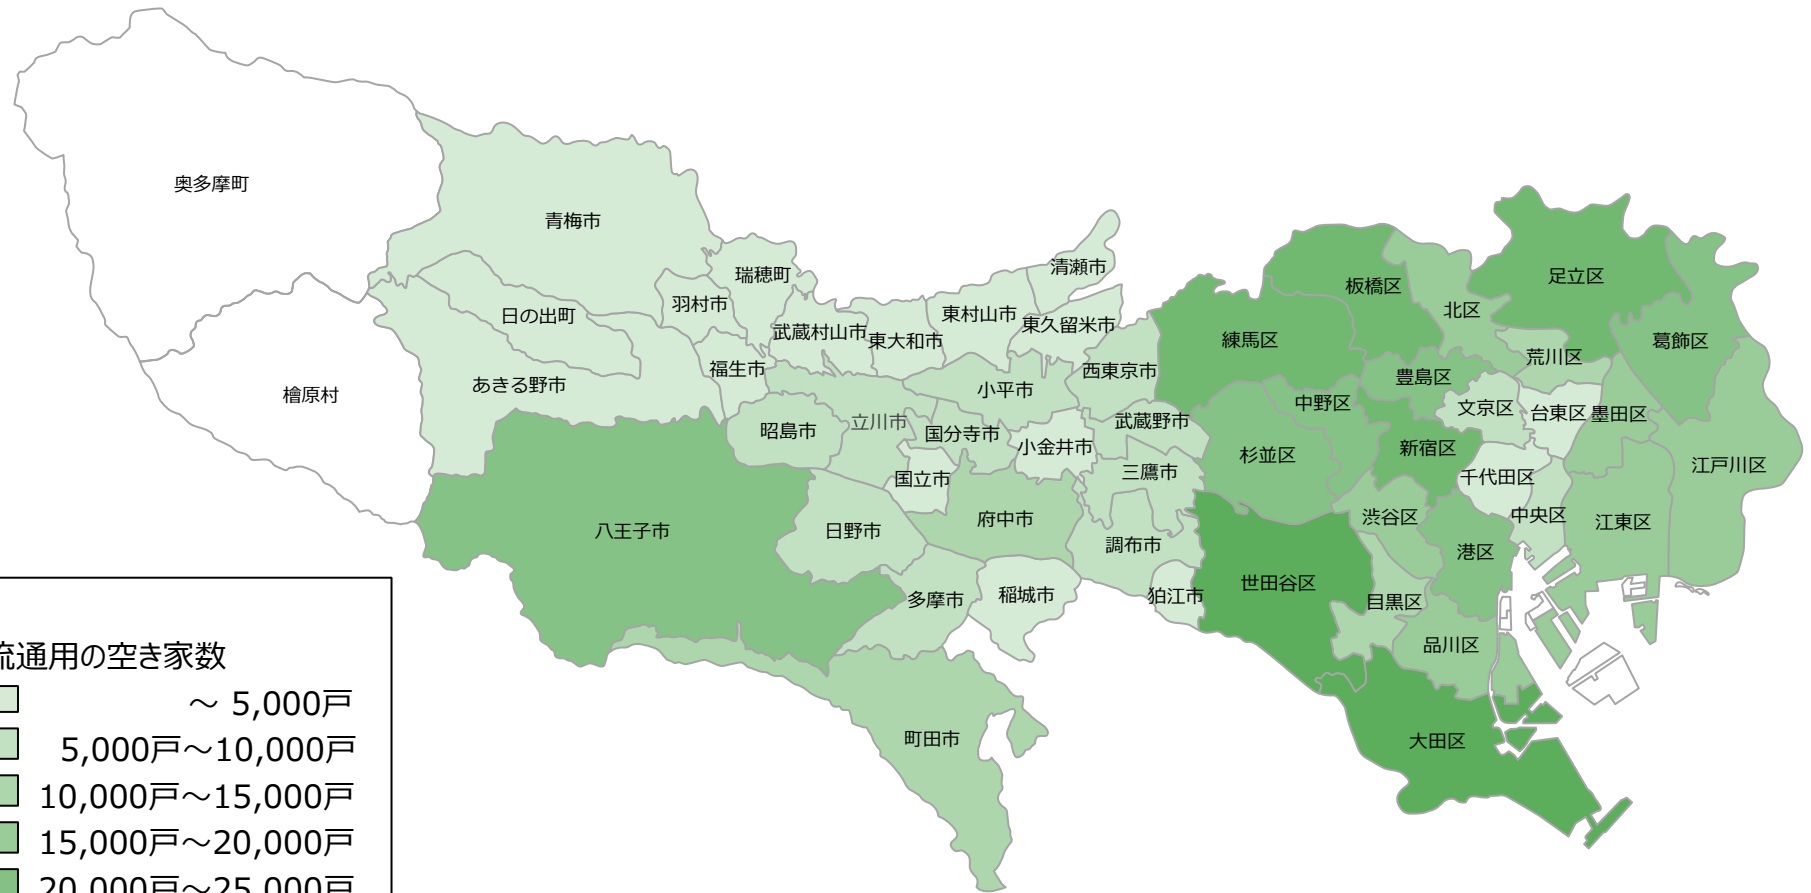 奥多摩町
檜原村
青梅市
日の出町
あきる野市
羽村市
瑞穂町
福生市
武蔵村山市
東大和市
東村山市
清瀬市
東久留米市
西東京市
小平市
立川市
昭島市
国分寺市
小金井市
武蔵野市
三鷹市
国立市
府中市
調布市
狛江市
稲城市
多摩市
日野市
八王子市
町田市
練馬区
板橋区
北区
足立区
葛飾区
荒川区
豊島区
中野区
文京区
台東区
墨田区
杉並区
新宿区
千代田区
江戸川区
渋谷区
中央区
江東区
港区
世田谷区
目黒区
品川区
大田区
流通用の空き家数
～ 5,000戸
5,000戸～10,000戸
10,000戸～15,000戸
15,000戸～20,000戸
20,000戸～25,000戸